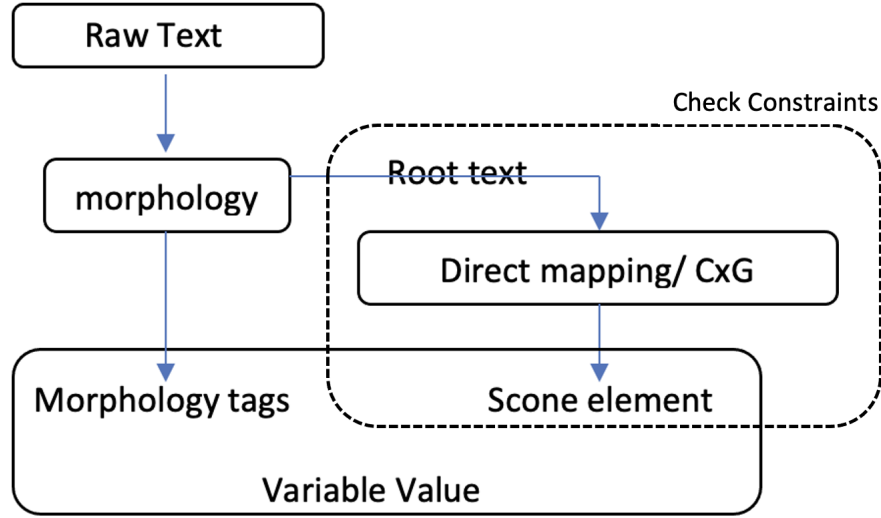 Raw Text
Check Constraints
Root text
morphology
Direct mapping/ CxG
Morphology tags
Scone element
Variable Value